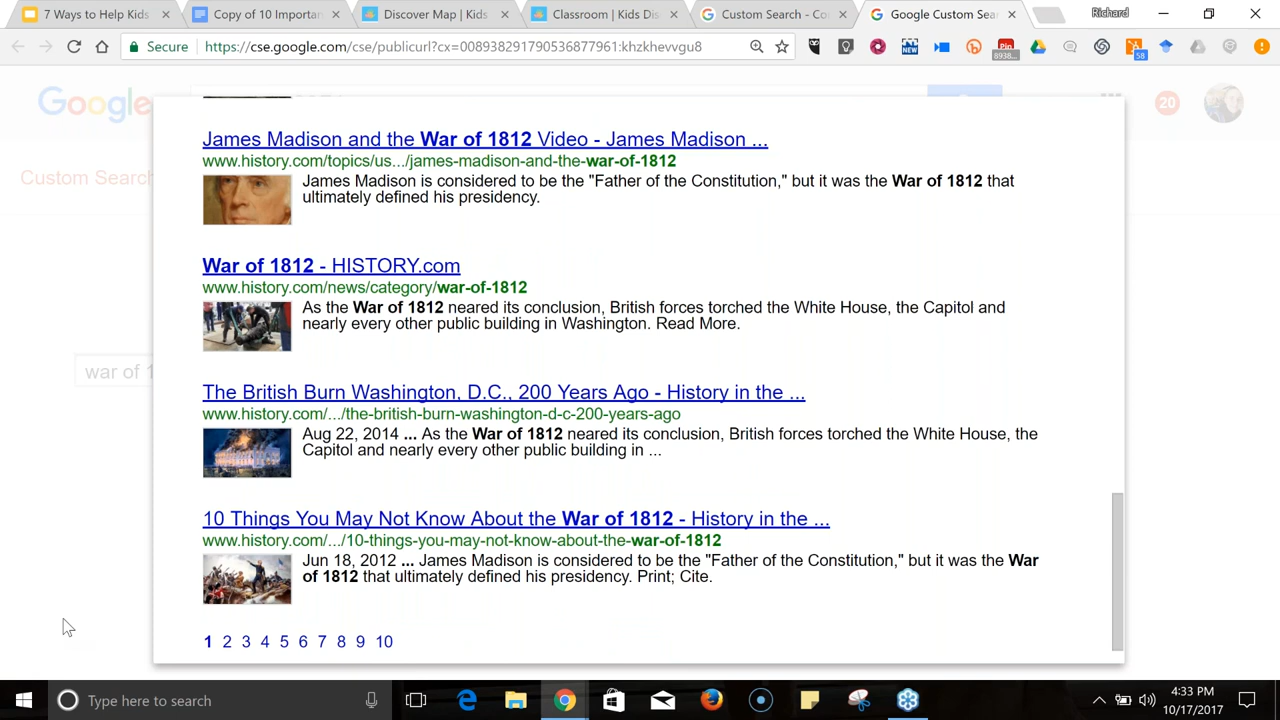 7 Ways to Help Kids
Copy of 10 Importan
Discover Map | Kids
Classroom | Kids Dis
Custom Search - Co
Google Custom Sea
Richard
Secure
https://cse.google.com/cse/publicurl?cx=008938291790536877961:khzkhevvgu8
NEW
8938...
58
Google
20
Custom Search
war of 1
James Madison and the War of 1812 Video - James Madison ...
www.history.com/topics/us.../james-madison-and-the-war-of-1812
James Madison is considered to be the "Father of the Constitution," but it was the War of 1812 that
ultimately defined his presidency.
War of 1812 - HISTORY.com
www.history.com/news/category/war-of-1812
As the War of 1812 neared its conclusion, British forces torched the White House, the Capitol and
nearly every other public building in Washington. Read More.
The British Burn Washington, D.C., 200 Years Ago - History in the ...
www.history.com/.../the-british-burn-washington-d-c-200-years-ago
Aug 22, 2014 ... As the War of 1812 neared its conclusion, British forces torched the White House, the
Capitol and nearly every other public building in ...
10 Things You May Not Know About the War of 1812 - History in the ...
www.history.com/.../10-things-you-may-not-know-about-the-war-of-1812
Jun 18, 2012 ... James Madison is considered to be the "Father of the Constitution," but it was the War
of 1812 that ultimately defined his presidency. Print; Cite.
1 2 3 4 5 6 7 8 9 10
Type here to search
4:33 PM
10/17/2017